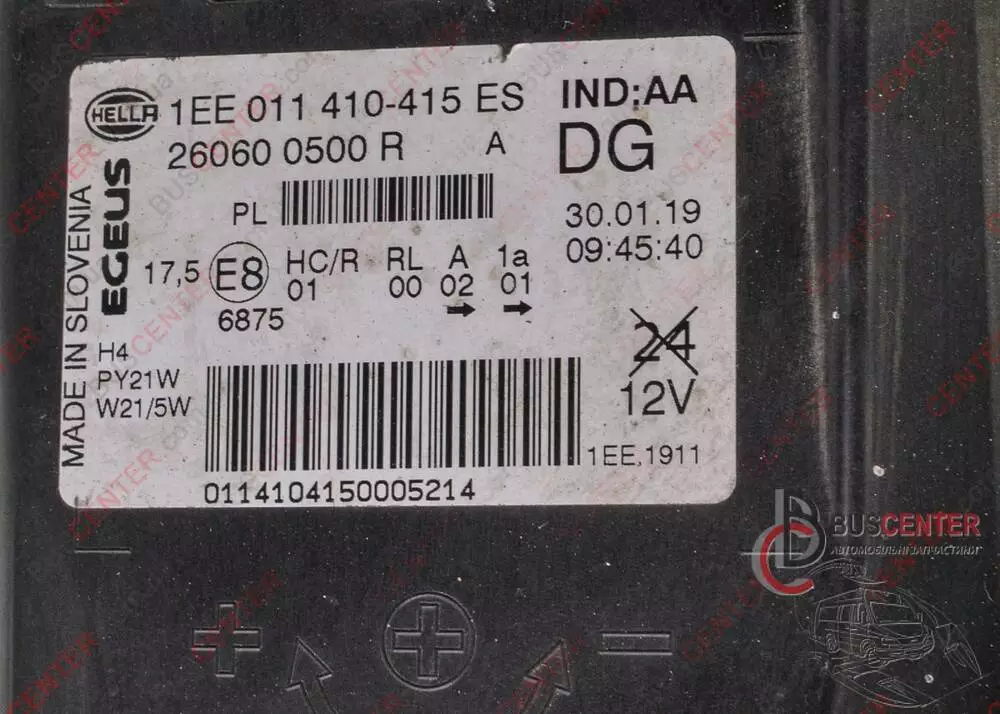 HELLA
1EE 011 410-415 ES
IND:AA
26060 0500 R A
DG
PL
30.01.19
09:45:40
MADE IN SLOVENIA
EGEUS
17,5 E8 HC/R RL A 1a
01 00 02 01
6875
24
12V
H4
PY21W
W21/5W
1EE,1911
0114104150005214
BUSCENTER
АВТОМОБІЛЬНІ ЗАПЧАСТИНИ